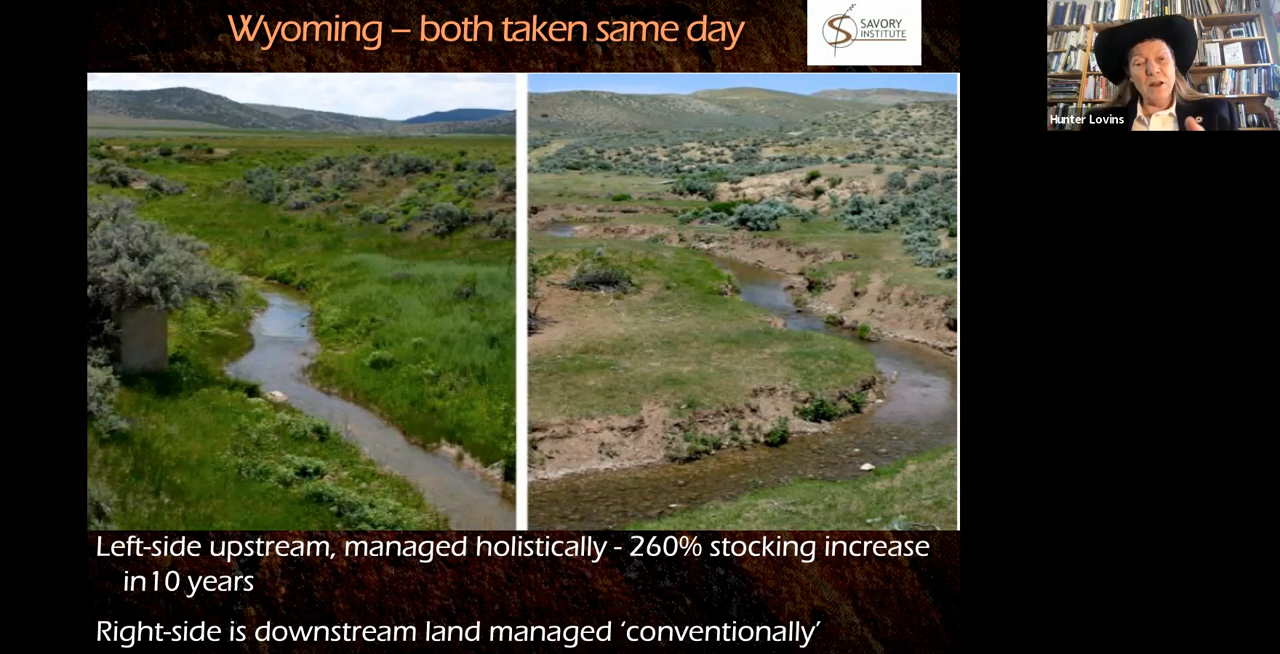 Wyoming – both taken same day
SAVORY
INSTITUTE
Hunter Lovins
Left-side upstream, managed holistically - 260% stocking increase
in10 years
Right-side is downstream land managed ‘conventionally’